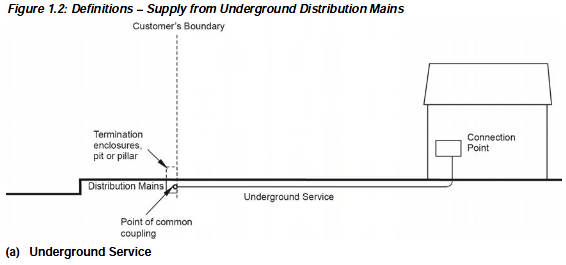 Figure 1.2: Definitions – Supply from Underground Distribution Mains
Customer's Boundary
Termination
enclosures,
pit or pillar
Connection
Point
Distribution Mains
Underground Service
Point of common
coupling
(a) Underground Service